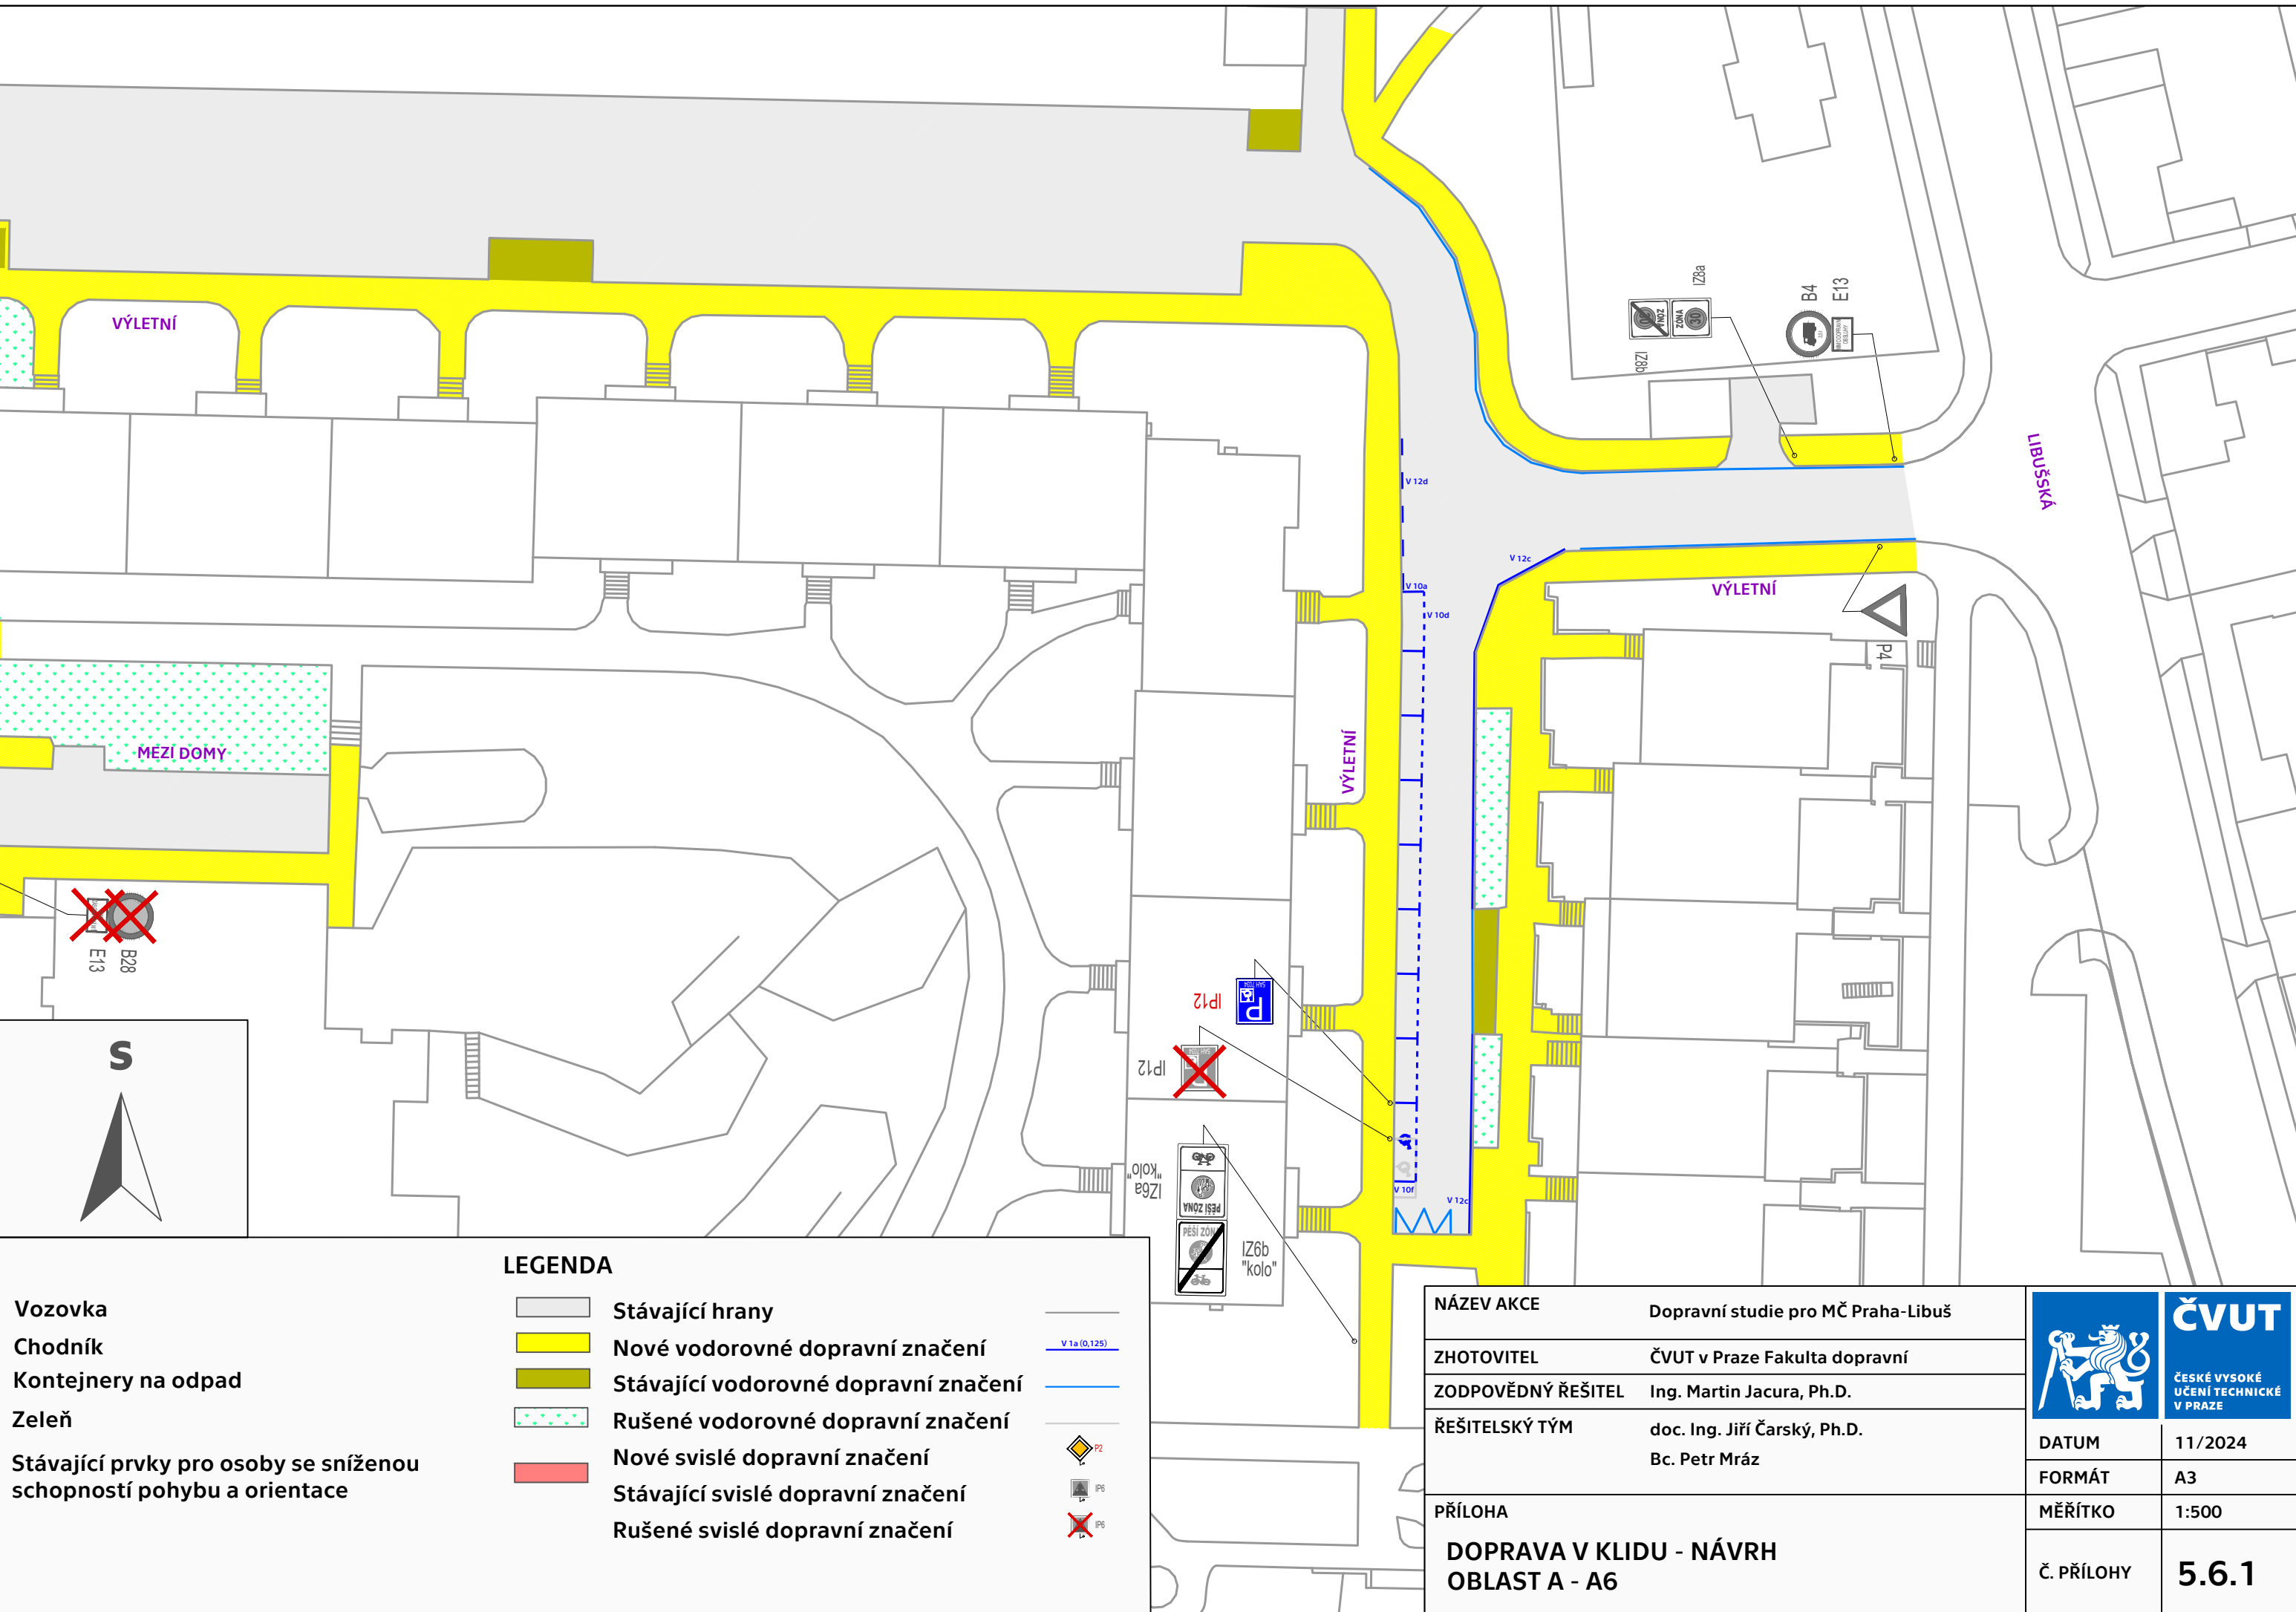 VÝLETNÍ
IZ8a
IZ8b
ZÓNA
30
B4
E13
LIBUŠSKÁ
V 12d
V 12c
V 10a
V 10d
VÝLETNÍ
P4
VÝLETNÍ
MEZI DOMY
E13
B28
IP12
P
IP12
IZ6a
"kolo"
PĚŠÍ ZÓNA
PĚŠÍ ZÓNA
IZ6b
"kolo"
V 10f
V 12c
S
LEGENDA
Vozovka
Chodník
Kontejnery na odpad
Zeleň
Stávající prvky pro osoby se sníženou
schopností pohybu a orientace
Stávající hrany
Nové vodorovné dopravní značení
V 1a (0,125)
Stávající vodorovné dopravní značení
Rušené vodorovné dopravní značení
Nové svislé dopravní značení
P2
Stávající svislé dopravní značení
IP6
Rušené svislé dopravní značení
IP6
NÁZEV AKCE Dopravní studie pro MČ Praha-Libuš
ZHOTOVITEL ČVUT v Praze Fakulta dopravní
ZODPOVĚDNÝ ŘEŠITEL Ing. Martin Jacura, Ph.D.
ŘEŠITELSKÝ TÝM doc. Ing. Jiří Čarský, Ph.D.
Bc. Petr Mráz
PŘÍLOHA
DOPRAVA V KLIDU - NÁVRH
OBLAST A - A6
ČVUT
ČESKÉ VYSOKÉ
UČENÍ TECHNICKÉ
V PRAZE
DATUM 11/2024
FORMÁT A3
MĚŘÍTKO 1:500
Č. PŘÍLOHY 5.6.1